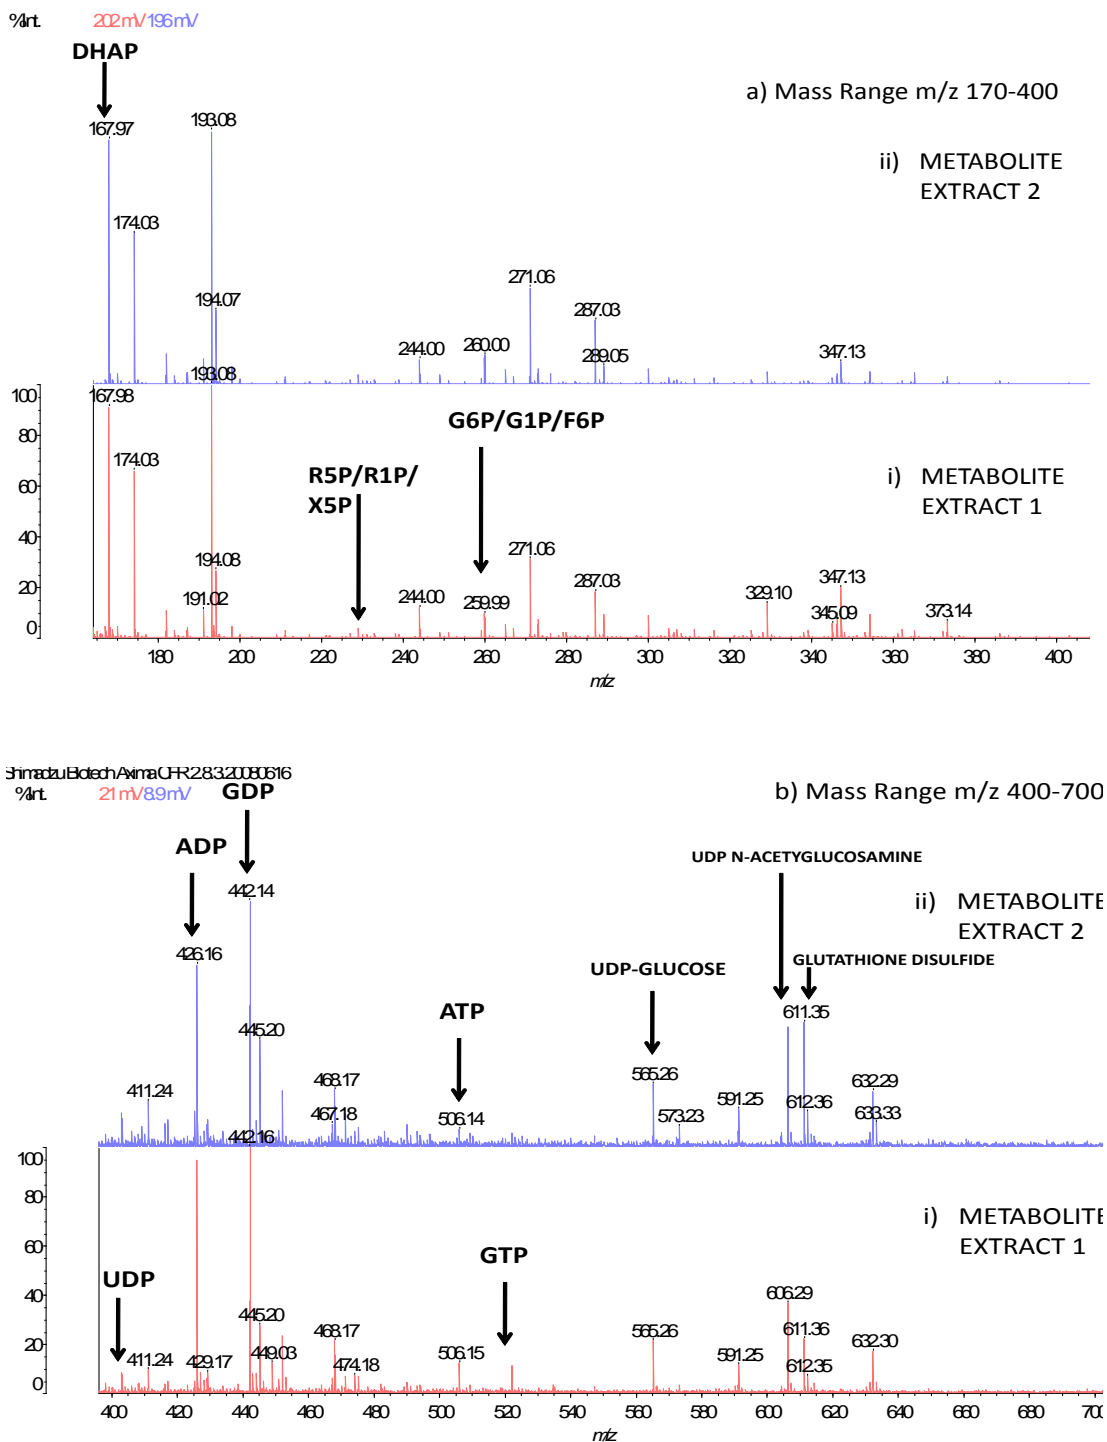 %Int. 202 mV 196 mV
DHAP
a) Mass Range m/z 170-400
167.97
193.08
ii) METABOLITE
EXTRACT 2
174.03
194.07
271.06
287.03
244.00
260.00
289.05
347.13
193.08
100
167.98
80
G6P/G1P/F6P
R5P/R1P/
X5P
i) METABOLITE
EXTRACT 1
174.03
60
40
194.08
271.06
20
191.02
244.00
259.99
287.03
329.10
347.13
345.09
373.14
0
180 200 220 240 260 280 300 320 340 360 380 400
m/z
Shimadzu Biotech Axima CFR 2.8.3.20080616
%Int. 21 mV 8.9 mV
GDP
b) Mass Range m/z 400-700
ADP
UDP N-ACETYGLUCOSAMINE
442.14
ii) METABOLITE
EXTRACT 2
426.16
UDP-GLUCOSE
GLUTATHIONE DISULFIDE
ATP
611.35
445.20
411.24
468.17
467.18
506.14
565.26
573.23
591.25
612.36
632.29
633.33
442.16
100
80
60
i) METABOLITE
EXTRACT 1
UDP
GTP
40
445.20
606.29
20
411.24
429.17
449.03
468.17
474.18
506.15
565.26
591.25
611.36
612.35
632.30
0
400 420 440 460 480 500 520 540 560 580 600 620 640 660 680 700
m/z